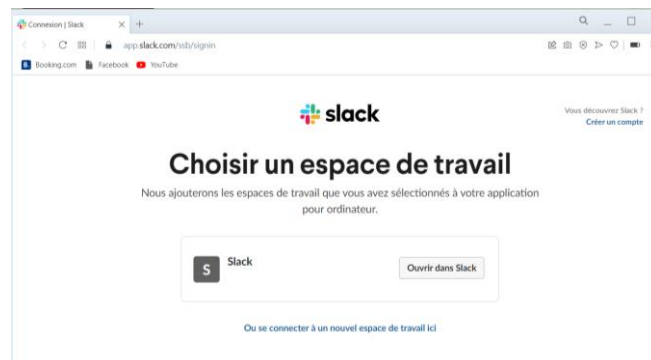 Connexion | Slack
app.slack.com/ssb/signin
B. Booking.com Facebook YouTube
slack
Vous découvrez Slack ?
Créer un compte
Choisir un espace de travail
Nous ajouterons les espaces de travail que vous avez sélectionnés à votre application
pour ordinateur.
S Slack Ouvrir dans Slack
Ou se connecter à un nouvel espace de travail ici